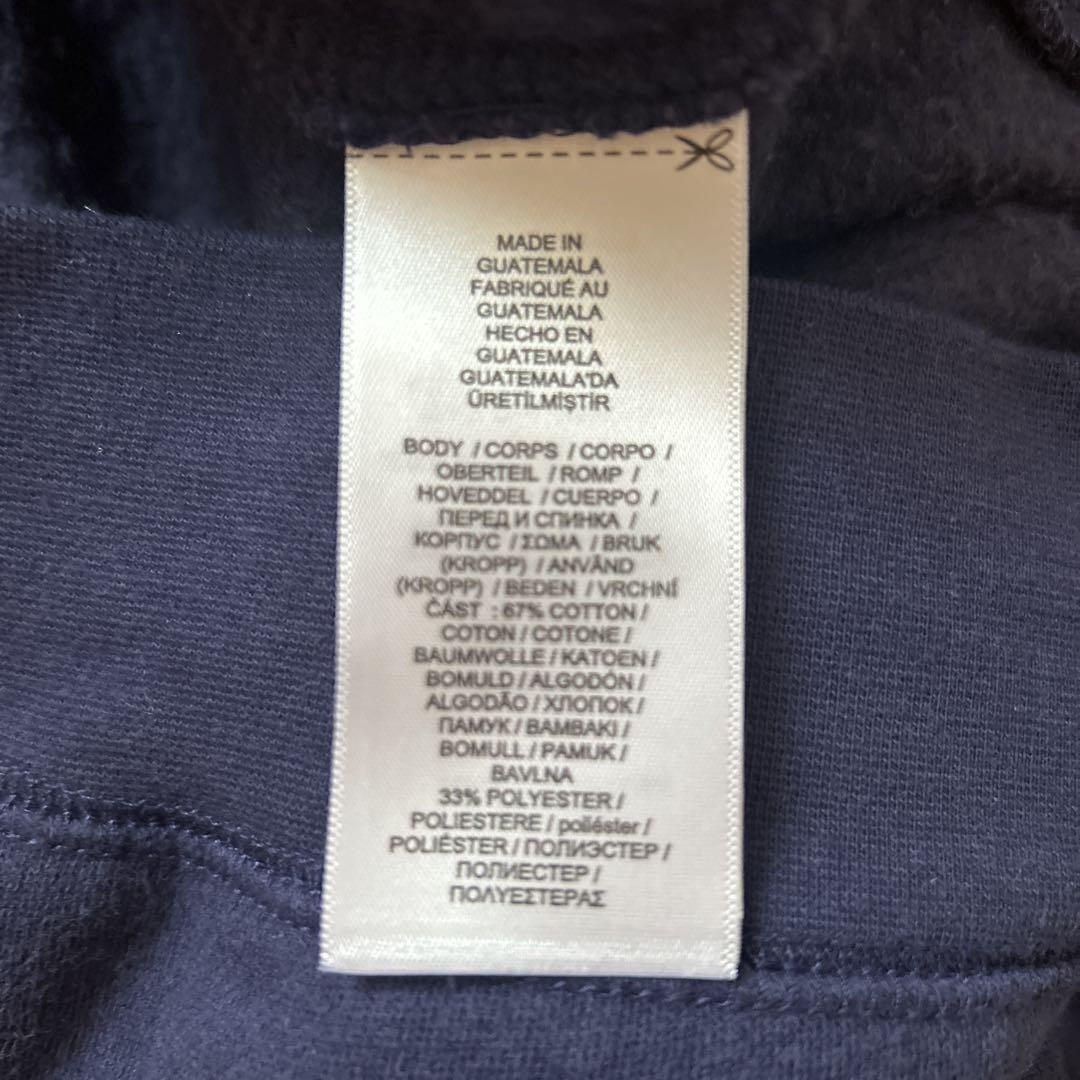 MADE IN
GUATEMALA
FABRIQUÉ AU
GUATEMALA
HECHO EN
GUATEMALA
GUATEMALA'DA
ÜRETİLMİŞTİR
BODY / CORPS / CORPO /
OBERTEIL / ROMP /
HOVEDDEL / CUERPO /
ПЕРЕД И СПИНКА /
КОРПУС / ΣΩΜΑ / BRUK
(KROPP) / ANVÄND
(KROPP) / BEDEN / VRCHNÍ
ČÁST : 67% COTTON /
COTON / COTONE /
BAUMWOLLE / KATOEN /
BOMULD / ALGODÓN /
ALGODÃO / ХЛОПОК /
ПАМУК / ΒΑΜΒΑΚΙ /
BOMULL / PAMUK /
BAVLNA
33% POLYESTER /
POLIESTERE / poliéster /
POLIÉSTER / ПОЛИЭСТЕР /
ПОЛИЕСТЕР /
ΠΟΛΥΕΣΤΕΡΑΣ